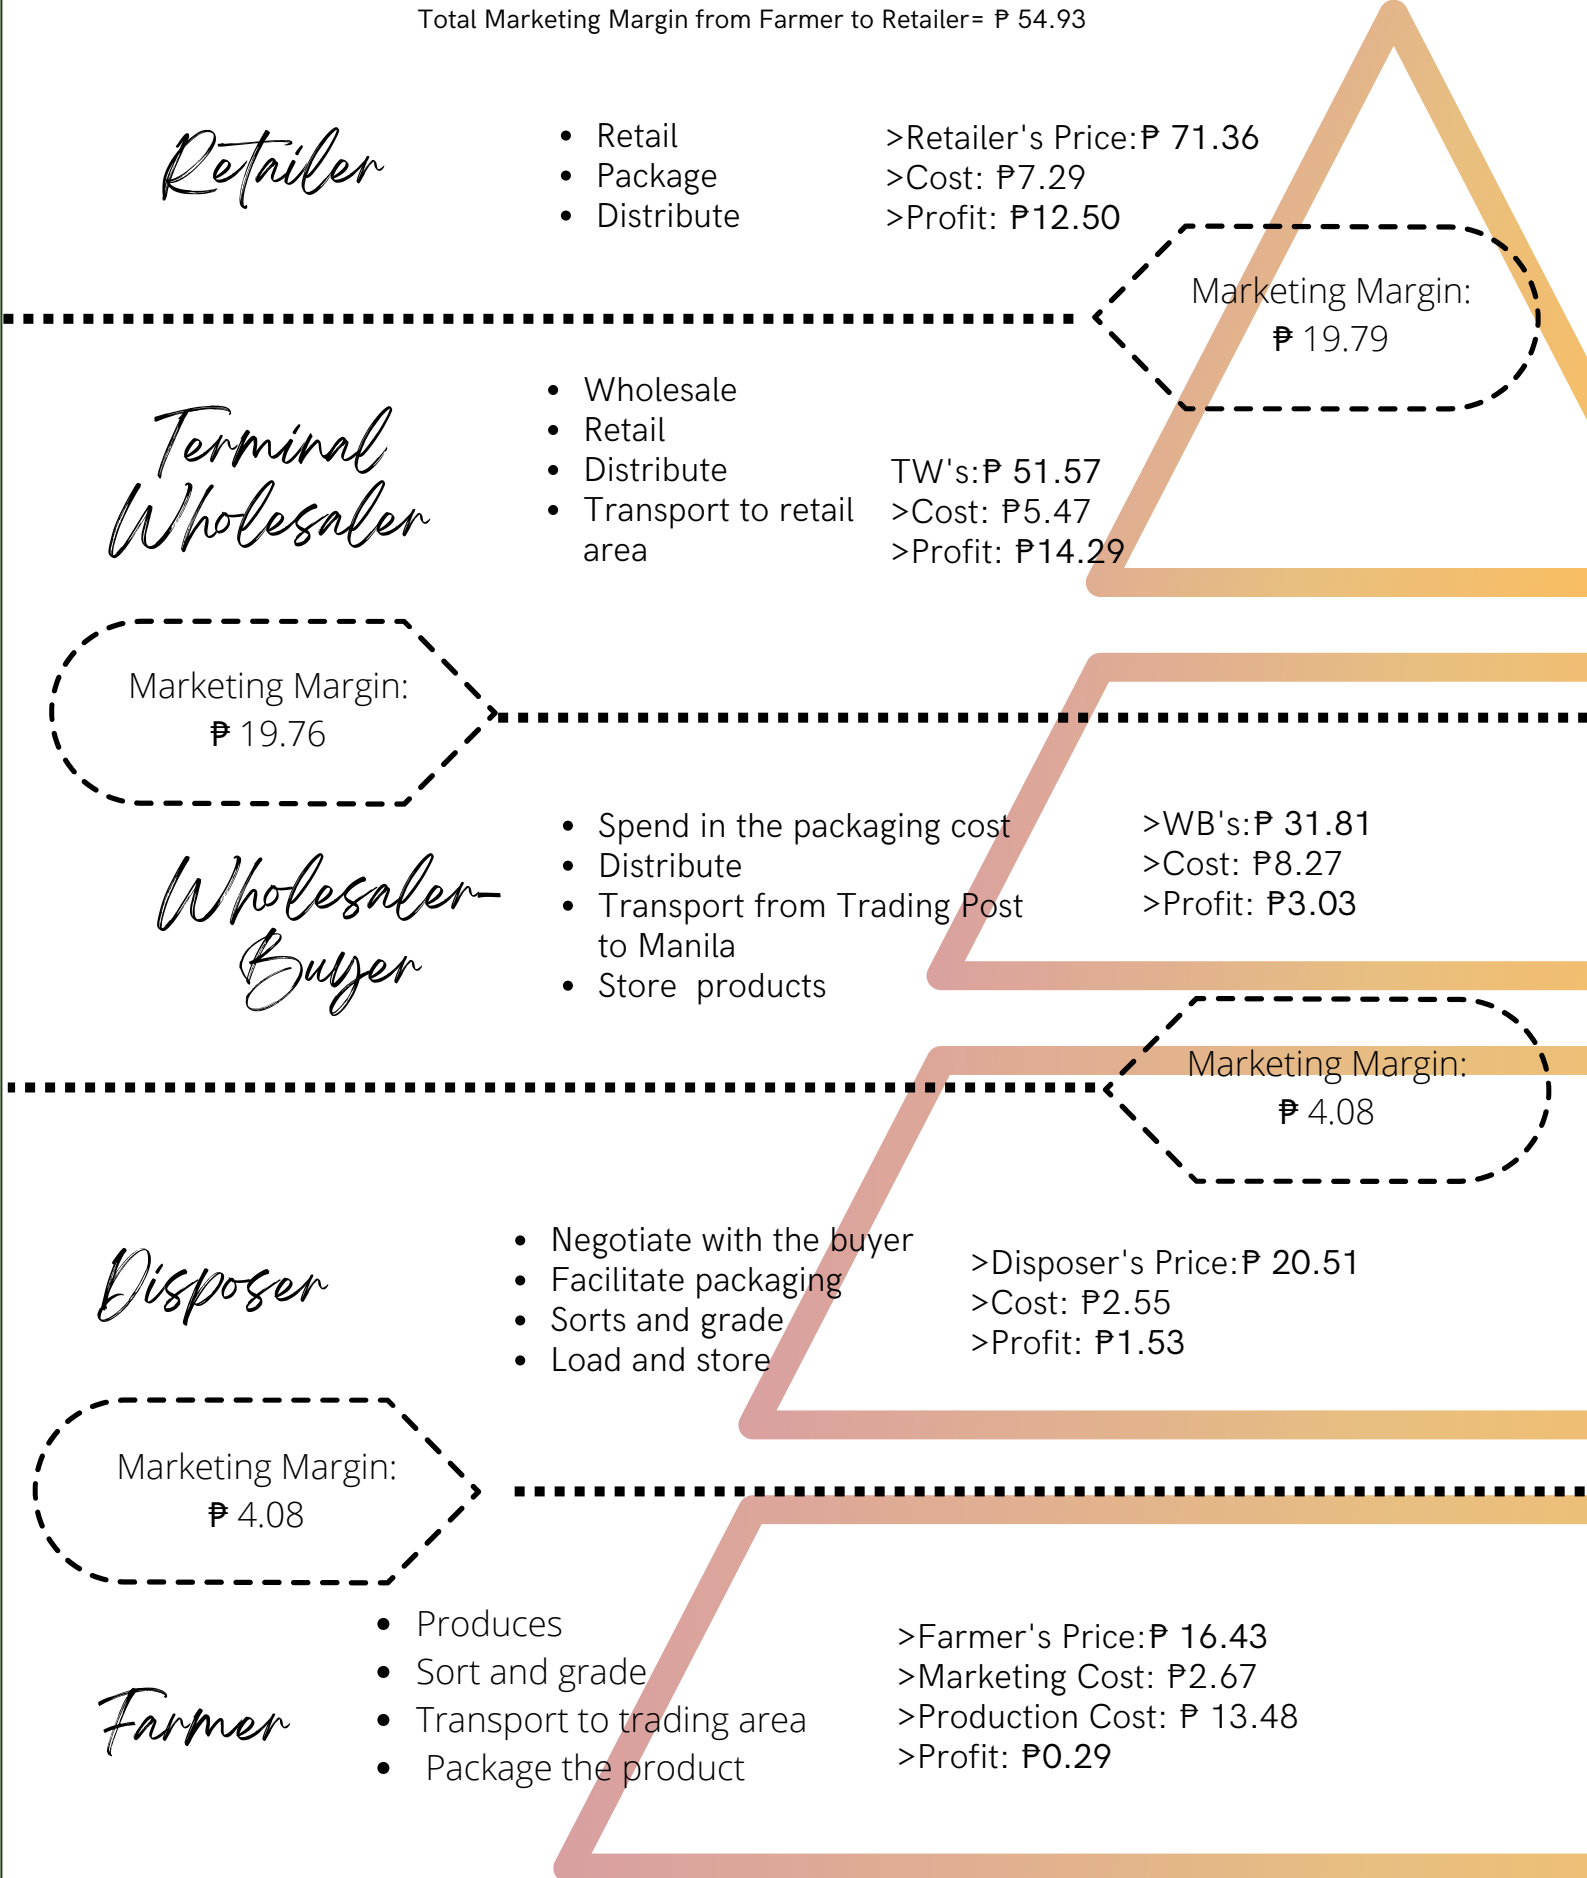 Total Marketing Margin from Farmer to Retailer= ₱ 54.93
Retailer
• Retail
• Package
• Distribute
>Retailer's Price:₱ 71.36
>Cost: ₱7.29
>Profit: ₱12.50
Marketing Margin:
₱ 19.79
Terminal
Wholesaler
• Wholesale
• Retail
• Distribute
• Transport to retail
area
TW's:₱ 51.57
>Cost: ₱5.47
>Profit: ₱14.29
Marketing Margin:
₱ 19.76
Wholesaler-
Buyer
• Spend in the packaging cost
• Distribute
• Transport from Trading Post
to Manila
• Store products
>WB's:₱ 31.81
>Cost: ₱8.27
>Profit: ₱3.03
Marketing Margin:
₱ 4.08
Disposer
• Negotiate with the buyer
• Facilitate packaging
• Sorts and grade
• Load and store
>Disposer's Price:₱ 20.51
>Cost: ₱2.55
>Profit: ₱1.53
Marketing Margin:
₱ 4.08
Farmer
• Produces
• Sort and grade
• Transport to trading area
• Package the product
>Farmer's Price:₱ 16.43
>Marketing Cost: ₱2.67
>Production Cost: ₱ 13.48
>Profit: ₱0.29